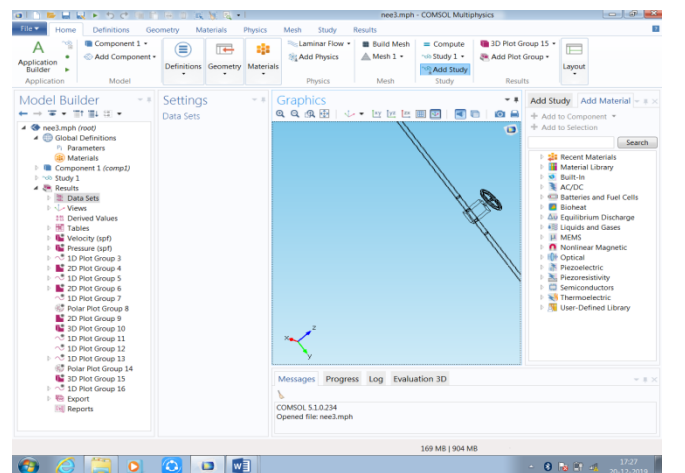 nee3.mph - COMSOL Multiphysics
File Home Definitions Geometry Materials Physics Mesh Study Results
Application Builder
Component 1
Add Component
Definitions
Geometry
Materials
Laminar Flow
Add Physics
Build Mesh
Mesh 1
Compute
Study 1
Add Study
3D Plot Group 15
Add Plot Group
Layout
Application Model Physics Mesh Study Results
Model Builder
nee3.mph (root)
Global Definitions
Parameters
Materials
Component 1 (comp1)
Study 1
Results
Data Sets
Views
Derived Values
Tables
Velocity (spf)
Pressure (spf)
1D Plot Group 3
2D Plot Group 4
1D Plot Group 5
2D Plot Group 6
1D Plot Group 7
Polar Plot Group 8
2D Plot Group 9
3D Plot Group 10
1D Plot Group 11
1D Plot Group 12
1D Plot Group 13
Polar Plot Group 14
3D Plot Group 15
1D Plot Group 16
Export
Reports
Settings
Data Sets
Graphics
x
z
y
Messages Progress Log Evaluation 3D
COMSOL 5.1.0.234
Opened file: nee3.mph
Add Study Add Material
Add to Component
Add to Selection
Search
Recent Materials
Material Library
Built-In
AC/DC
Batteries and Fuel Cells
Bioheat
Equilibrium Discharge
Liquids and Gases
MEMS
Nonlinear Magnetic
Optical
Piezoelectric
Piezoresistivity
Semiconductors
Thermoelectric
User-Defined Library
169 MB | 904 MB
17:27
20-12-2019